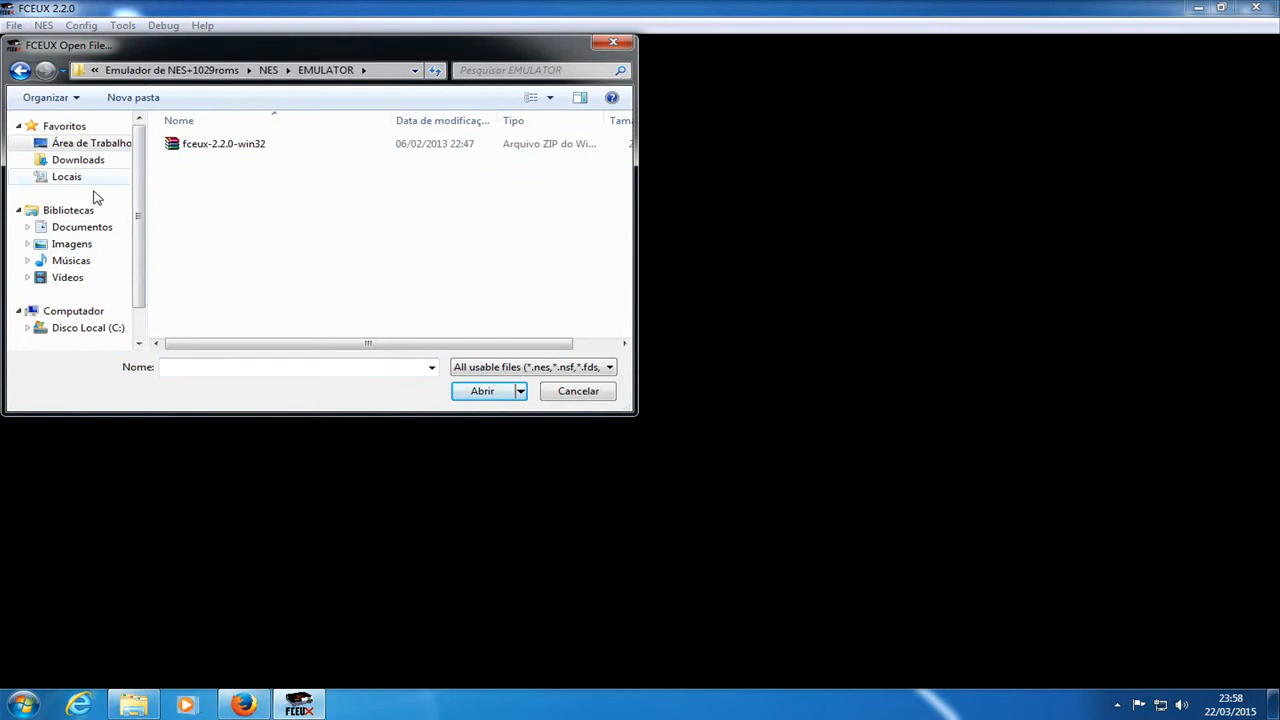 FCEUX 2.2.0
File NES Config Tools Debug Help
FCEUX Open File...
« Emulador de NES+1029roms NES EMULATOR
Pesquisar EMULATOR
Organizar Nova pasta
Favoritos
Área de Trabalho
Downloads
Locais
Bibliotecas
Documentos
Imagens
Músicas
Vídeos
Computador
Disco Local (C:)
Nome Data de modificaç... Tipo Tama
fceux-2.2.0-win32 06/02/2013 22:47 Arquivo ZIP do Wi... 2
Nome: All usable files (*.nes,*.nsf,*.fds,
Abrir Cancelar
FCEUX
23:58
22/03/2015